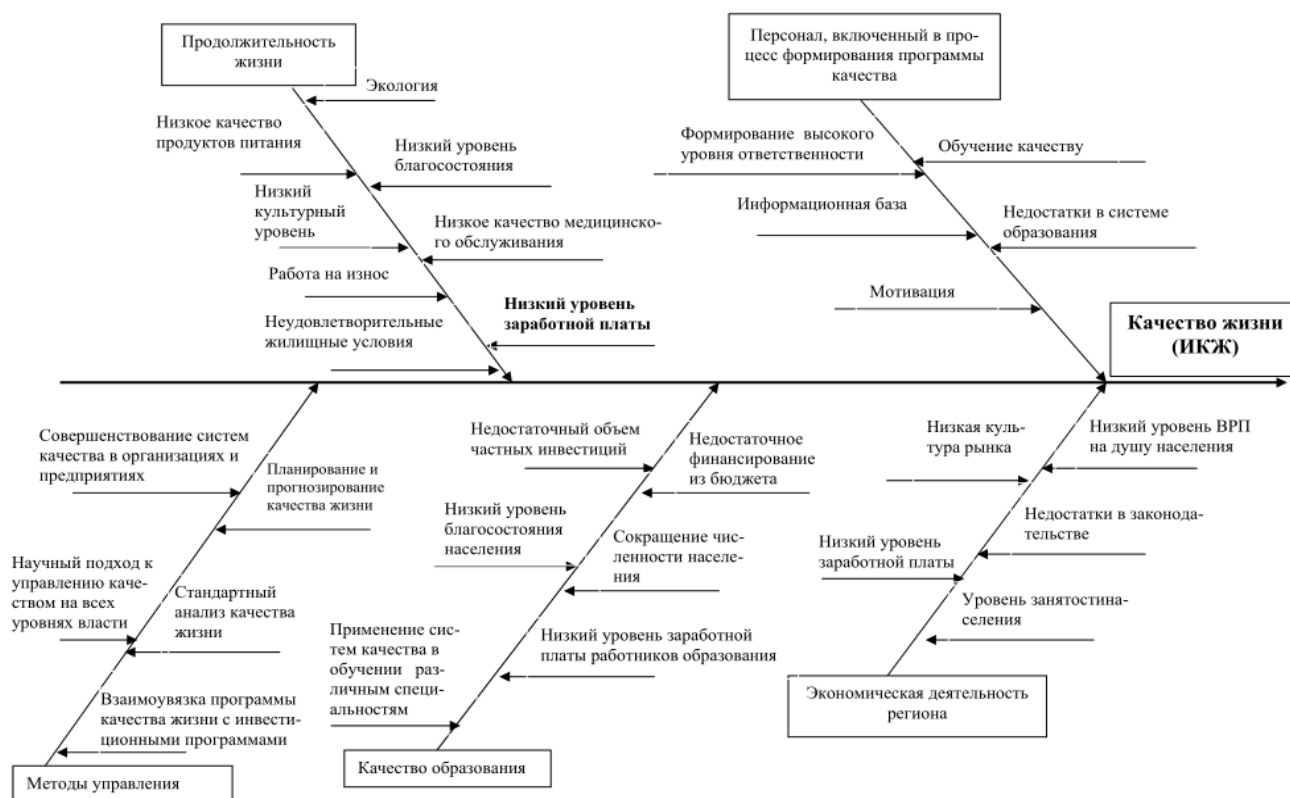 Продолжительность
жизни
Экология
Низкое качество
продуктов питания
Низкий уровень
благосостояния
Низкий
культурный
уровень
Низкое качество медицинско-
го обслуживания
Работа на износ
Низкий уровень
заработной платы
Неудовлетворительные
жилищные условия
Персонал, включенный в про-
цесс формирования программы
качества
Формирование высокого
уровня ответственности
Обучение качеству
Информационная база
Недостатки в системе
образования
Мотивация
Качество жизни
(ИКЖ)
Совершенствование систем
качества в организациях и
предприятиях
Планирование и
прогнозирование
качества жизни
Научный подход к
управлению каче-
ством на всех
уровнях власти
Стандартный
анализ качества
жизни
Взаимоувязка программы
качества жизни с инвести-
ционными программами
Методы управления
Недостаточный объем
частных инвестиций
Недостаточное
финансирование
из бюджета
Низкий уровень
благосостояния
населения
Сокращение чис-
ленности населе-
ния
Применение сис-
тем качества в
обучении раз-
личным специ-
альностям
Низкий уровень заработной
платы работников образования
Качество образования
Низкая куль-
тура рынка
Низкий уровень ВРП
на душу населения
Недостатки в законода-
тельстве
Низкий уровень
заработной платы
Уровень занятостина-
селения
Экономическая деятельность
региона